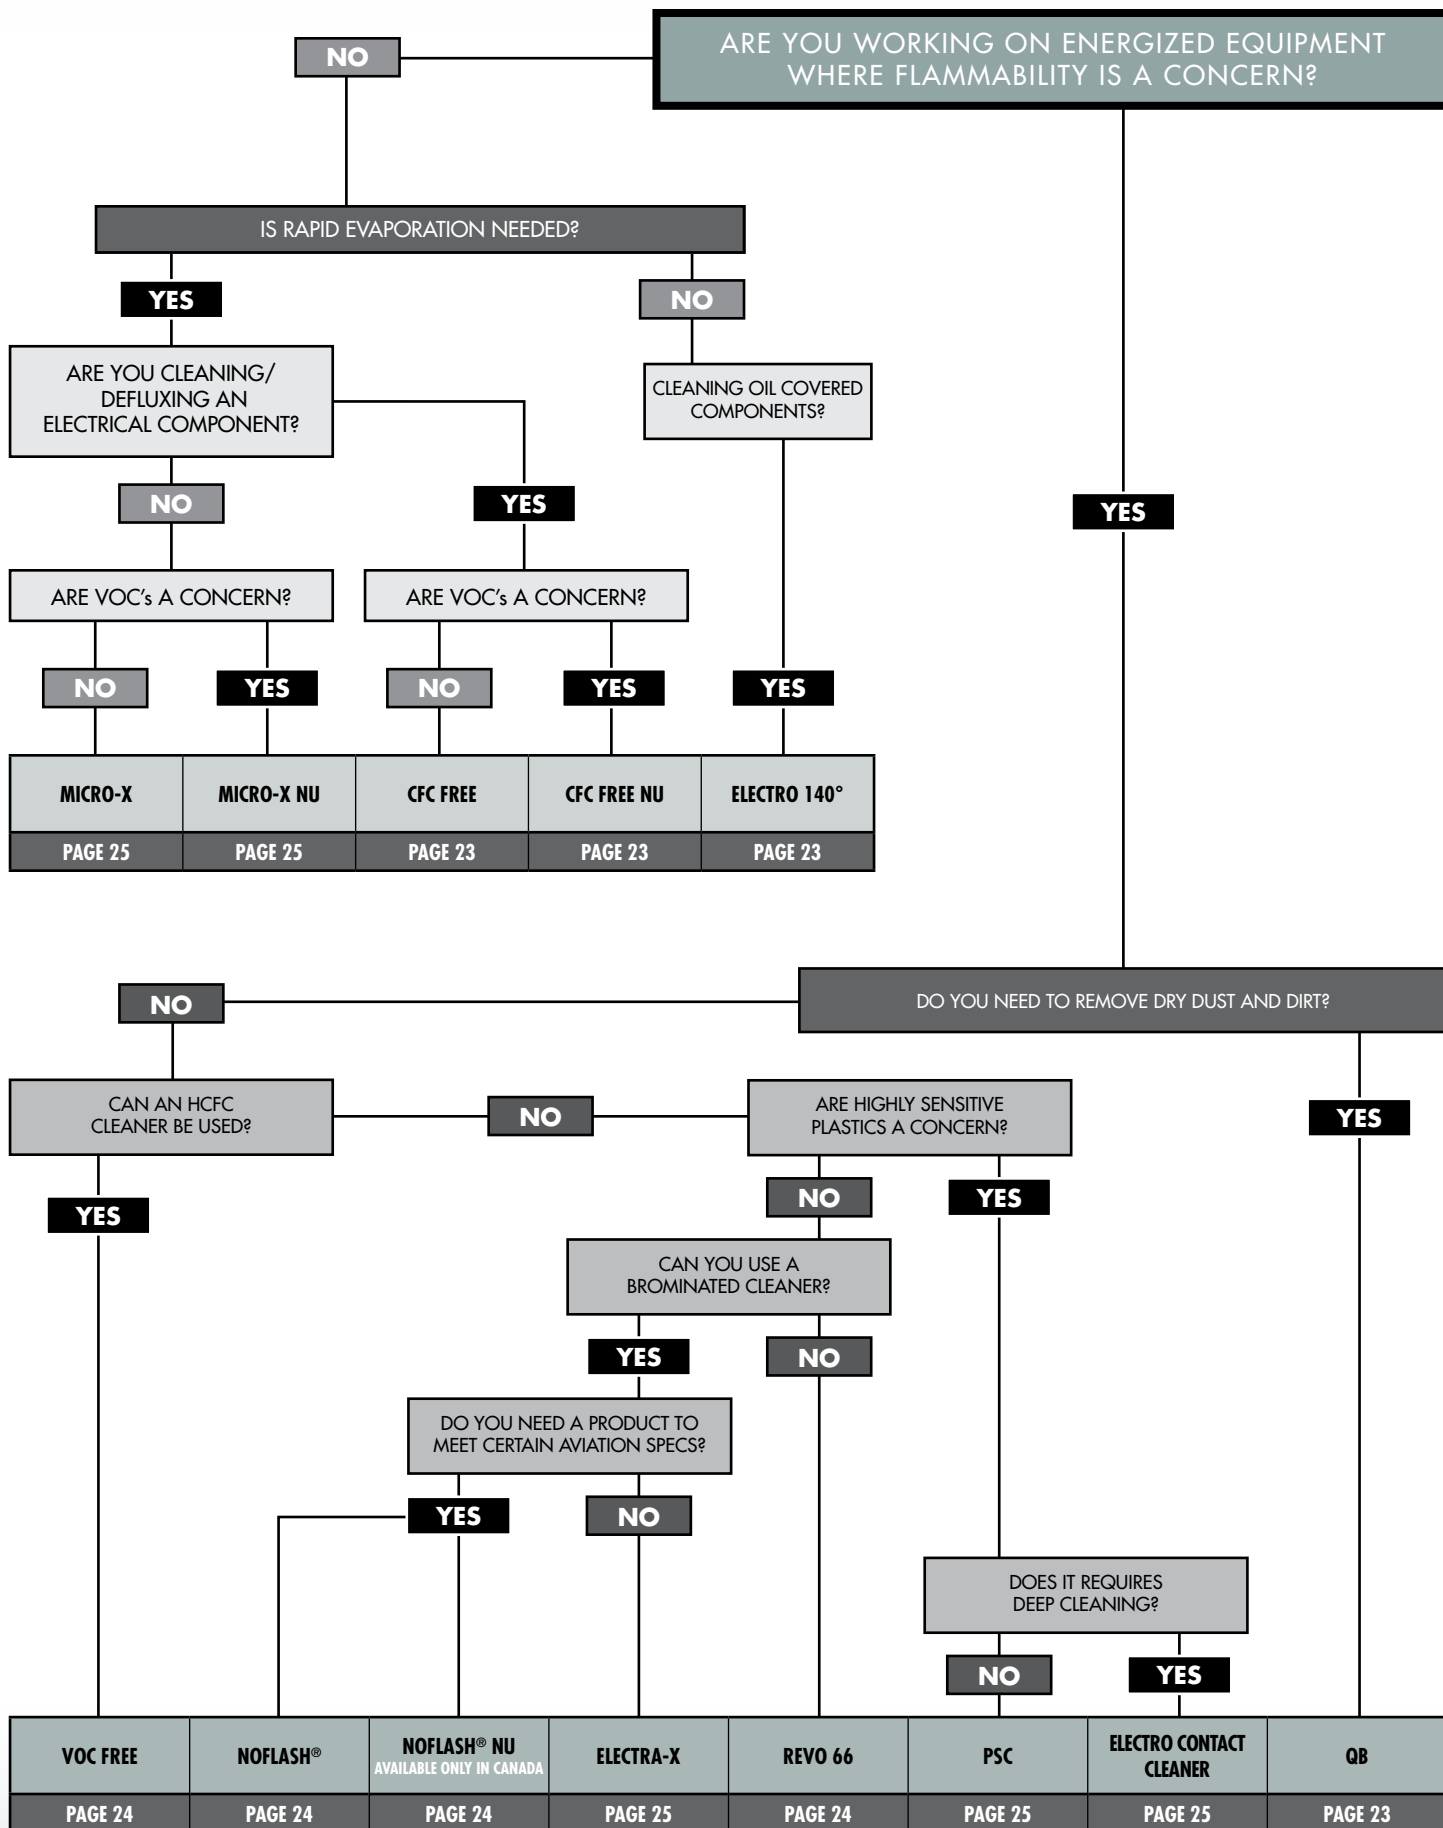 ARE YOU WORKING ON ENERGIZED EQUIPMENT
WHERE FLAMMABILITY IS A CONCERN?
NO
IS RAPID EVAPORATION NEEDED?
YES
NO
ARE YOU CLEANING/
DEFLUXING AN
ELECTRICAL COMPONENT?
CLEANING OIL COVERED
COMPONENTS?
NO
YES
YES
ARE VOC's A CONCERN?
ARE VOC's A CONCERN?
NO
YES
NO
YES
YES
MICRO-X
MICRO-X NU
CFC FREE
CFC FREE NU
ELECTRO 140°
PAGE 25
PAGE 25
PAGE 23
PAGE 23
PAGE 23
NO
DO YOU NEED TO REMOVE DRY DUST AND DIRT?
CAN AN HCFC
CLEANER BE USED?
NO
ARE HIGHLY SENSITIVE
PLASTICS A CONCERN?
YES
YES
NO
YES
CAN YOU USE A
BROMINATED CLEANER?
YES
NO
DO YOU NEED A PRODUCT TO
MEET CERTAIN AVIATION SPECS?
YES
NO
DOES IT REQUIRES
DEEP CLEANING?
NO
YES
VOC FREE
NOFLASH®
NOFLASH® NU
AVAILABLE ONLY IN CANADA
ELECTRA-X
REVO 66
PSC
ELECTRO CONTACT
CLEANER
QB
PAGE 24
PAGE 24
PAGE 24
PAGE 25
PAGE 24
PAGE 25
PAGE 25
PAGE 23